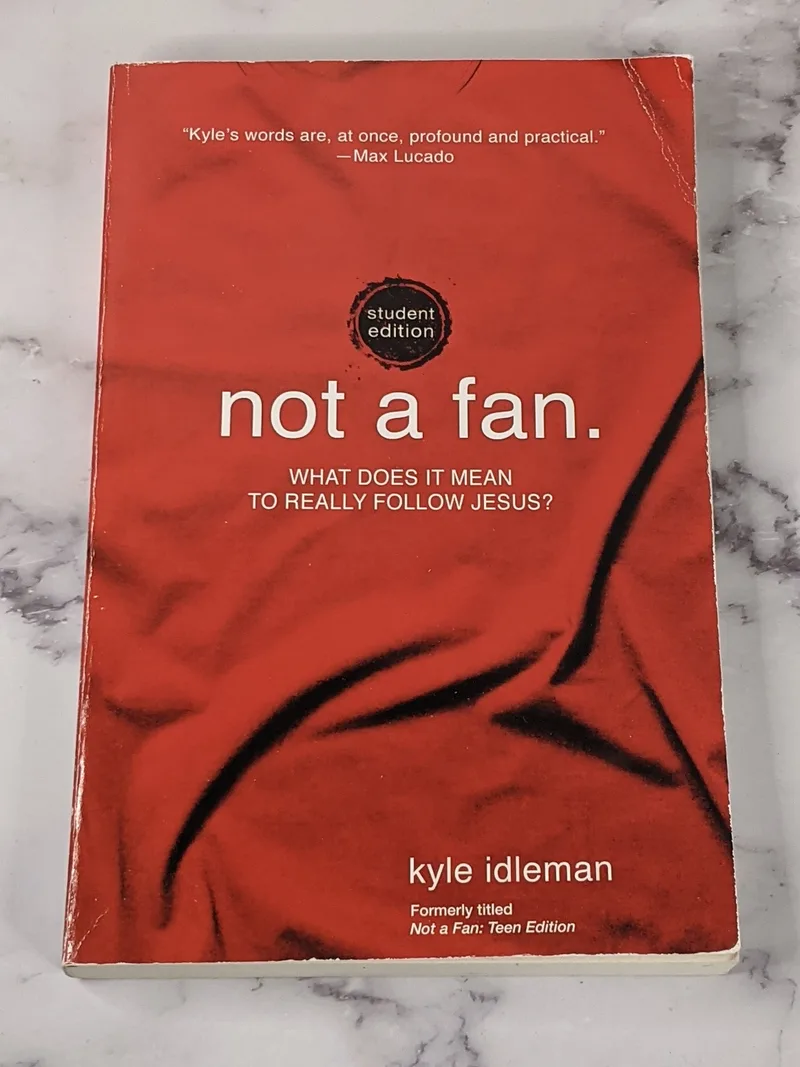 “Kyle’s words are, at once, profound and practical.”
—Max Lucado
student
edition
not a fan.
WHAT DOES IT MEAN
TO REALLY FOLLOW JESUS?
kyle idleman
Formerly titled
Not a Fan: Teen Edition